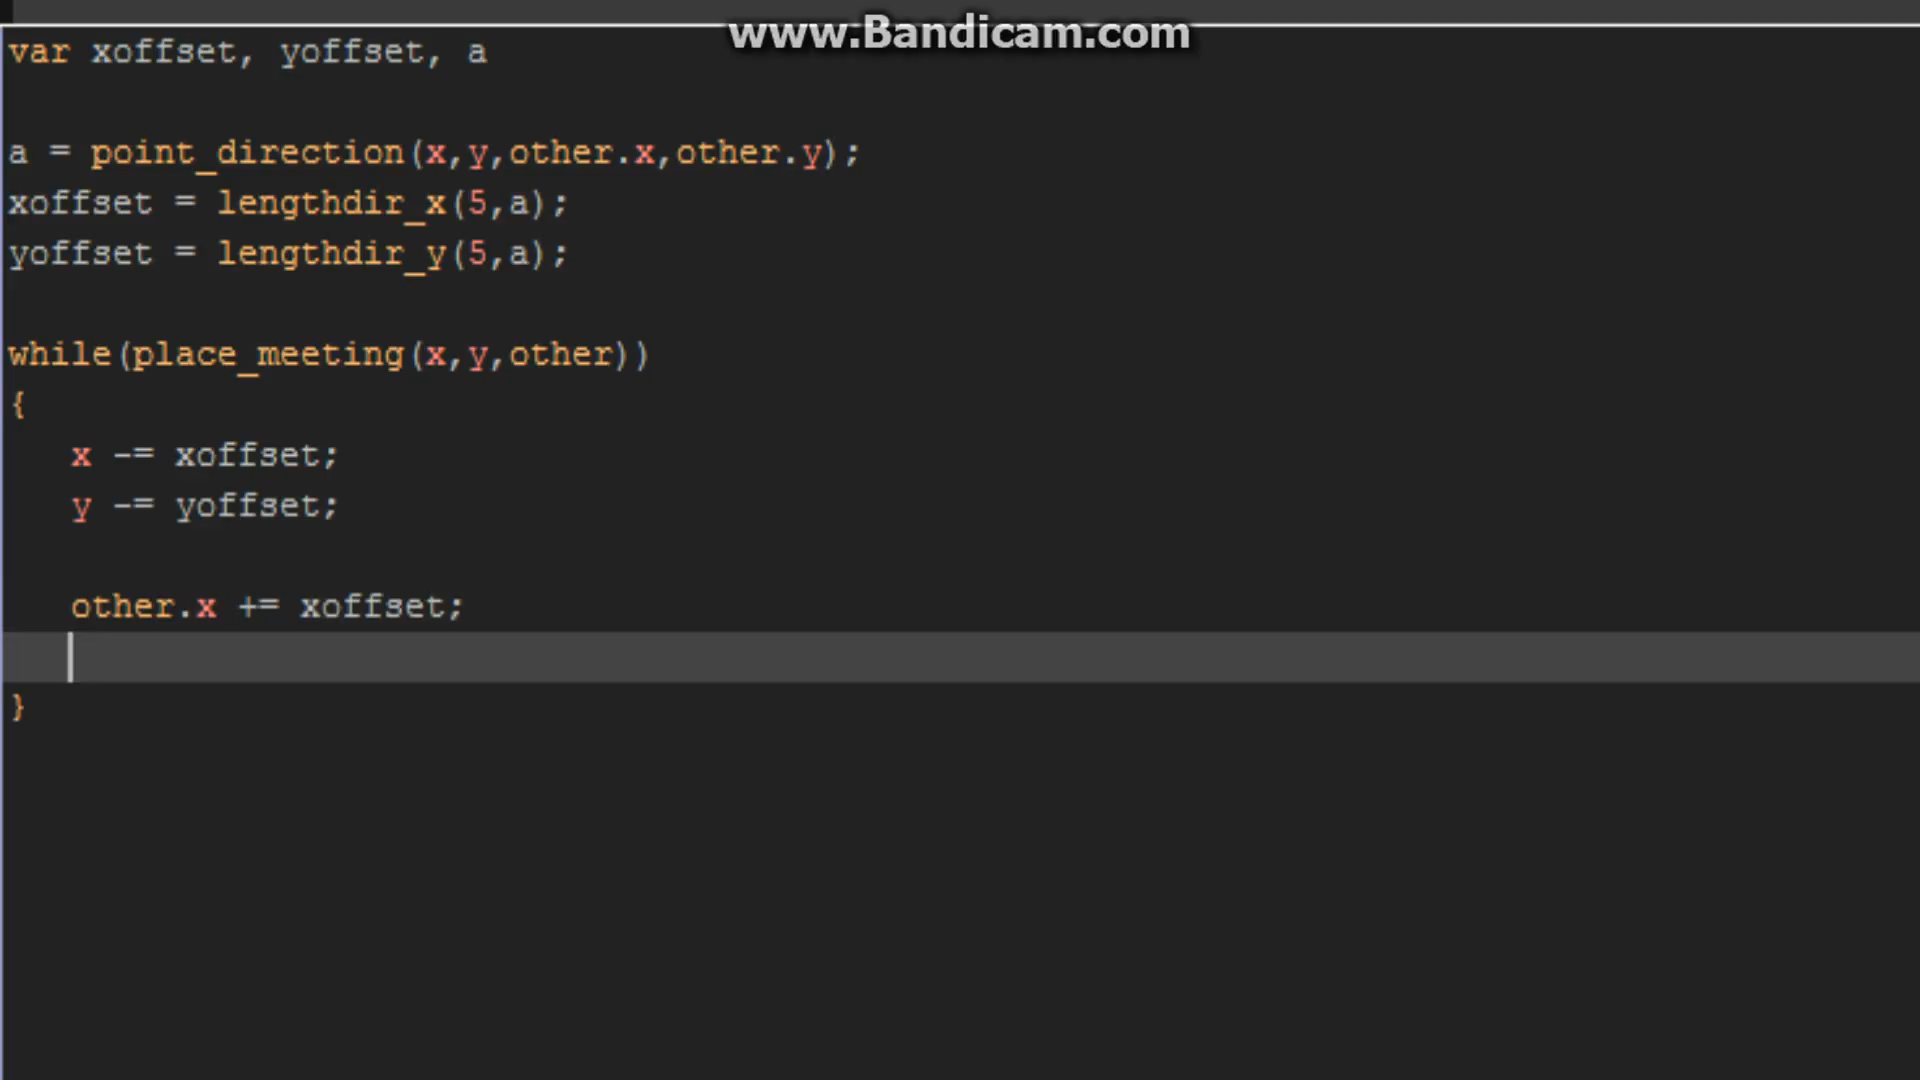 www.Bandicam.com
var xoffset, yoffset, a
a = point_direction(x,y,other.x,other.y);
xoffset = lengthdir_x(5,a);
yoffset = lengthdir_y(5,a);
while(place_meeting(x,y,other))
{
x -= xoffset;
y -= yoffset;
other.x += xoffset;
}